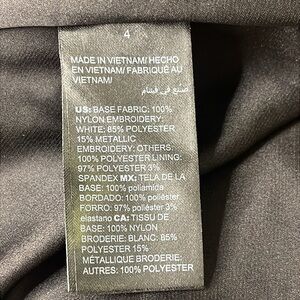 4
MADE IN VIETNAM/ HECHO
EN VIETNAM/ FABRIQUÉ AU
VIETNAM/
صنع في فيتنام
US: BASE FABRIC: 100%
NYLON EMBROIDERY:
WHITE: 85% POLYESTER
15% METALLIC
EMBROIDERY: OTHERS:
100% POLYESTER LINING:
97% POLYESTER 3%
SPANDEX MX: TELA DE LA
BASE: 100% poliamida
BORDADO: 100% poliéster
FORRO: 97% poliéster 3%
elastano CA: TISSU DE
BASE: 100% NYLON
BRODERIE: BLANC: 85%
POLYESTER 15%
MÉTALLIQUE BRODERIE:
AUTRES: 100% POLYESTER